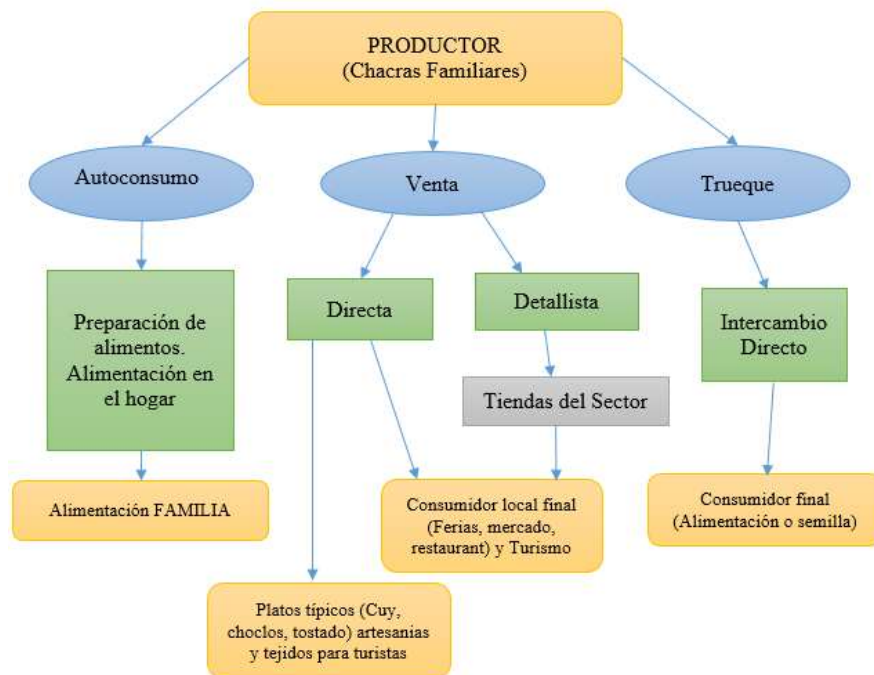 PRODUCTOR
(Chacras Familiares)
Autoconsumo
Venta
Trueque
Preparación de
alimentos.
Alimentación en
el hogar
Directa
Detallista
Intercambio
Directo
Tiendas del Sector
Alimentación FAMILIA
Consumidor local final
(Ferias, mercado,
restaurant) y Turismo
Consumidor final
(Alimentación o semilla)
Platos típicos (Cuy,
choclos, tostado) artesanias
y tejidos para turistas